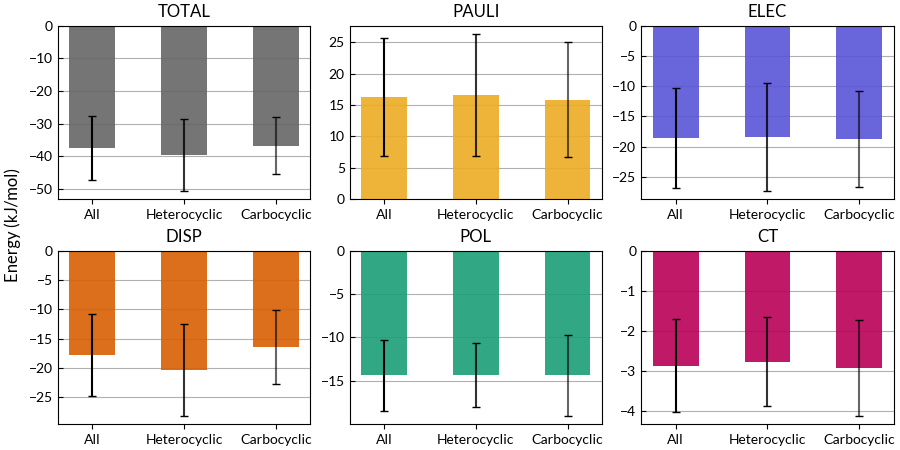 TOTAL
0
−10
−20
−30
−40
−50
All Heterocyclic Carbocyclic
PAULI
25
20
15
10
5
0
All Heterocyclic Carbocyclic
ELEC
0
−5
−10
−15
−20
−25
All Heterocyclic Carbocyclic
Energy (kJ/mol)
DISP
0
−5
−10
−15
−20
−25
All Heterocyclic Carbocyclic
POL
0
−5
−10
−15
All Heterocyclic Carbocyclic
CT
0
−1
−2
−3
−4
All Heterocyclic Carbocyclic